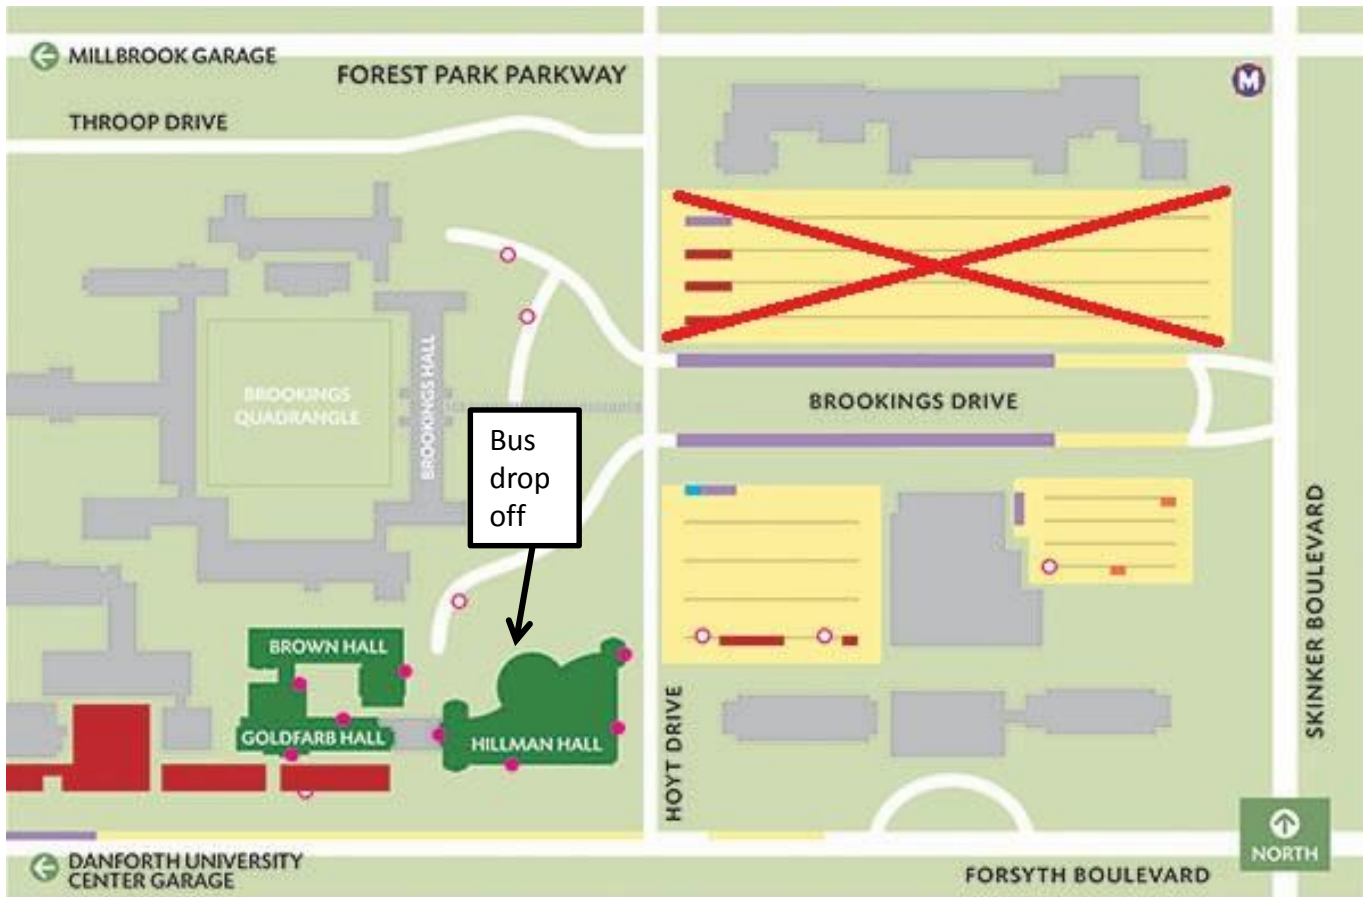 MILLBROOK GARAGE
FOREST PARK PARKWAY
M
THROOP DRIVE
BROOKINGS
QUADRANGLE
BROOKINGS HALL
BROOKINGS DRIVE
Bus
drop
off
SKINKER BOULEVARD
BROWN HALL
GOLDFARB HALL
HILLMAN HALL
HOYT DRIVE
NORTH
DANFORTH UNIVERSITY
CENTER GARAGE
FORSYTH BOULEVARD